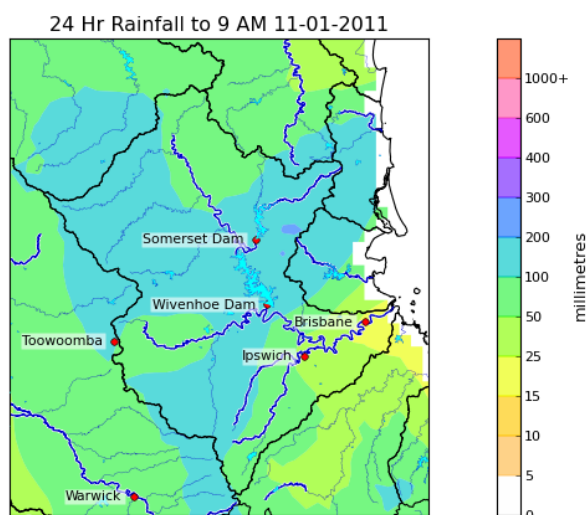 24 Hr Rainfall to 9 AM 11-01-2011
Somerset Dam
Wivenhoe Dam
Brisbane
Toowoomba
Ipswich
Warwick
1000+
600
400
300
200
100
50
25
15
10
5
0
millimetres